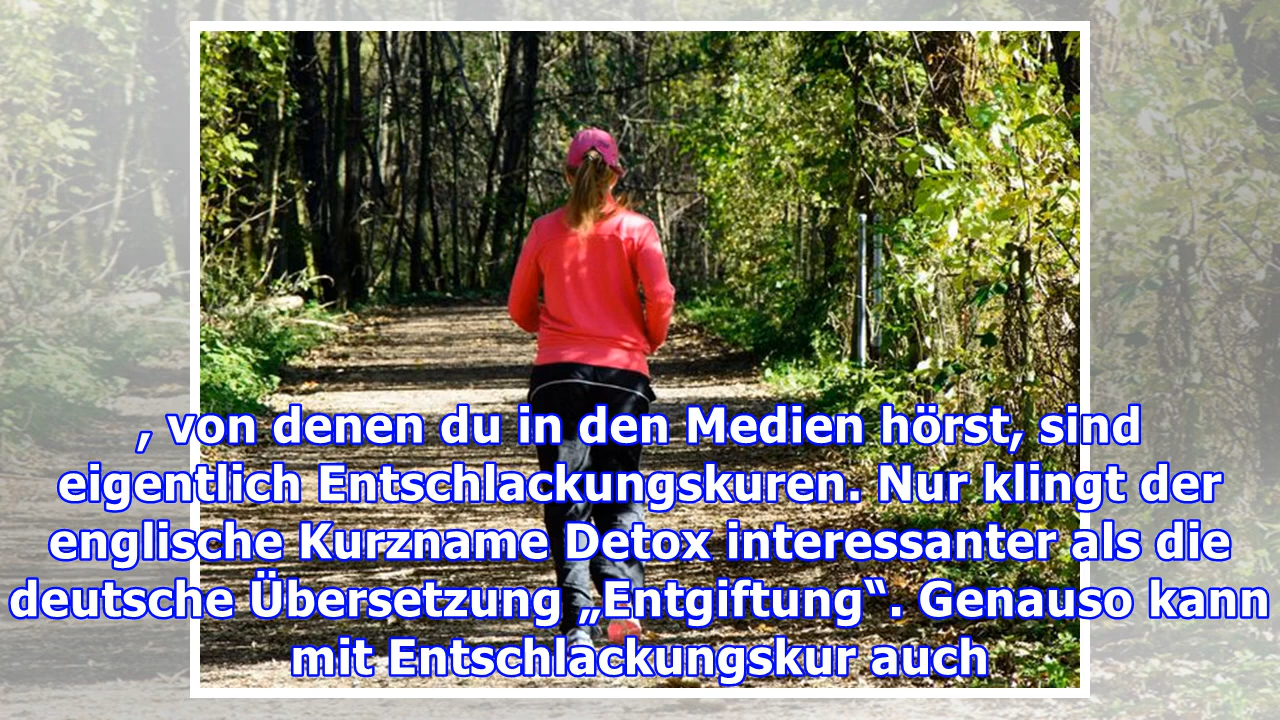 , von denen du in den Medien hörst, sind
eigentlich Entschlackungskuren. Nur klingt der
englische Kurzname Detox interessanter als die
deutsche Übersetzung „Entgiftung“. Genauso kann
mit Entschlackungskur auch